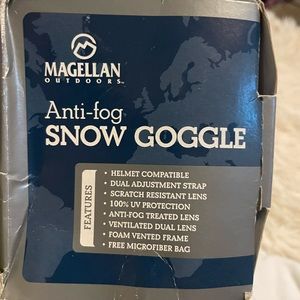 MAGELLAN
OUTDOORS
Anti-fog
SNOW GOGGLE
FEATURES
• HELMET COMPATIBLE
• DUAL ADJUSTMENT STRAP
• SCRATCH RESISTANT LENS
• 100% UV PROTECTION
• ANTI-FOG TREATED LENS
• VENTILATED DUAL LENS
• FOAM VENTED FRAME
• FREE MICROFIBER BAG